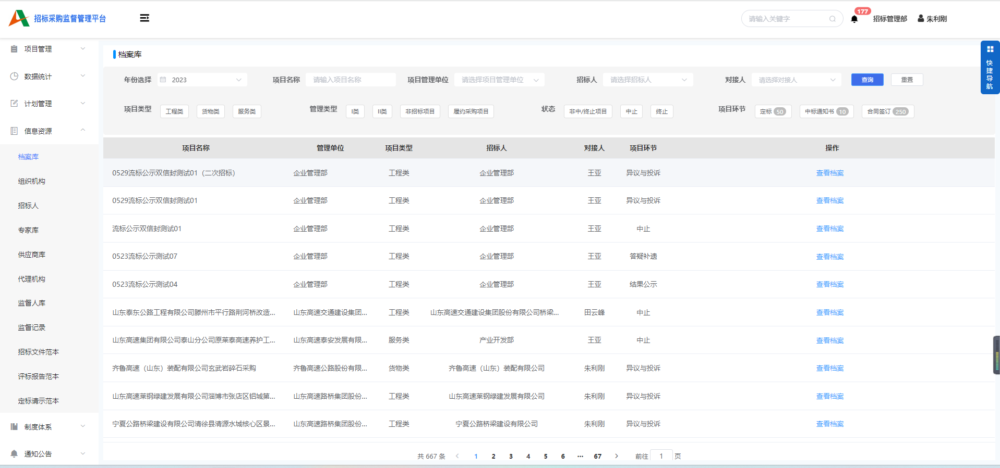 招标采购监督管理平台
请输入关键字
177
招标管理部
朱利刚
项目管理
数据统计
计划管理
信息资源
档案库
组织机构
招标人
专家库
供应商库
代理机构
监督人库
监督记录
招标文件范本
评标报告范本
定标请示范本
制度体系
通知公告
快捷导航
档案库
年份选择 2023 项目名称 请输入项目名称 项目管理单位 请选择项目管理单位 招标人 请选择招标人 对接人 请选择对接人 查询 重置
项目类型 工程类 货物类 服务类 管理类型 I类 II类 非招标项目 履约采购项目 状态 非中/终止项目 中止 终止 项目环节 定标 50 中标通知书 10 合同签订 250
项目名称 管理单位 项目类型 招标人 对接人 项目环节 操作
0529流标公示双信封测试01（二次招标） 企业管理部 工程类 企业管理部 王亚 异议与投诉 查看档案
0529流标公示双信封测试01 企业管理部 工程类 企业管理部 王亚 异议与投诉 查看档案
流标公示双信封测试01 企业管理部 工程类 企业管理部 王亚 中止 查看档案
0523流标公示测试07 企业管理部 工程类 企业管理部 王亚 答疑补遗 查看档案
0523流标公示测试04 企业管理部 工程类 企业管理部 王亚 结果公示 查看档案
山东泰东公路工程有限公司滕州市平行路荆河桥改造... 山东高速交通建设集团... 工程类 山东高速交通建设集团股份有限公司桥梁... 田云峰 中止 查看档案
山东高速集团有限公司泰山分公司原莱泰高速养护工... 山东高速泰安发展有限... 服务类 产业开发部 王亚 中止 查看档案
齐鲁高速（山东）装配有限公司玄武岩碎石采购 齐鲁高速公路股份有限... 货物类 齐鲁高速（山东）装配有限公司 朱利刚 异议与投诉 查看档案
山东高速莱钢绿建发展有限公司淄博市张店区铝城第... 山东高速路桥集团股份... 工程类 山东高速莱钢绿建发展有限公司 朱利刚 异议与投诉 查看档案
宁夏公路桥梁建设有限公司清徐县清源水城核心区景... 山东高速路桥集团股份... 工程类 宁夏公路桥梁建设有限公司 朱利刚 异议与投诉 查看档案
共 667 条 1 2 3 4 5 6 ... 67 前往 1 页